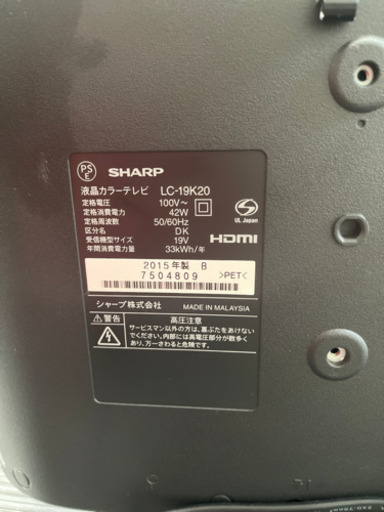 PSE
SHARP
液晶カラーテレビ LC-19K20
定格電圧 100V~
定格消費電力 42W
定格周波数 50/60Hz
区分名 DK
受信機型サイズ 19V
年間消費電力量 33kWh/年
UL Japan
HDMI
2015年製 B
7504809
>PET<
シャープ株式会社 MADE IN MALAYSIA
⚠警告 高圧注意
サービスマン以外の方は、裏ぶたをあけないで
ください。内部には高電圧部分が数多く
あり、万一さわると危険です。